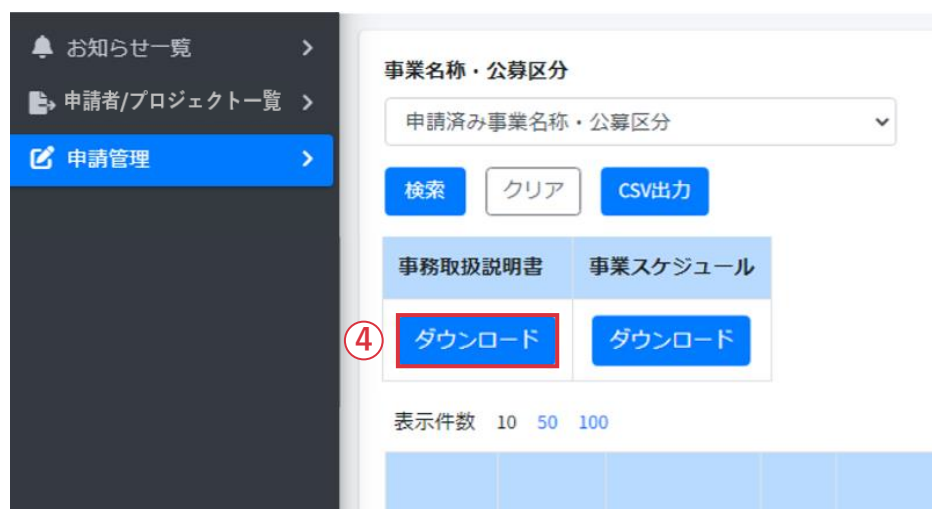 お知らせ一覧
申請者/プロジェクト一覧
申請管理
事業名称・公募区分
申請済み事業名称・公募区分
検索 クリア CSV出力
事務取扱説明書 事業スケジュール
④ ダウンロード ダウンロード
表示件数 10 50 100